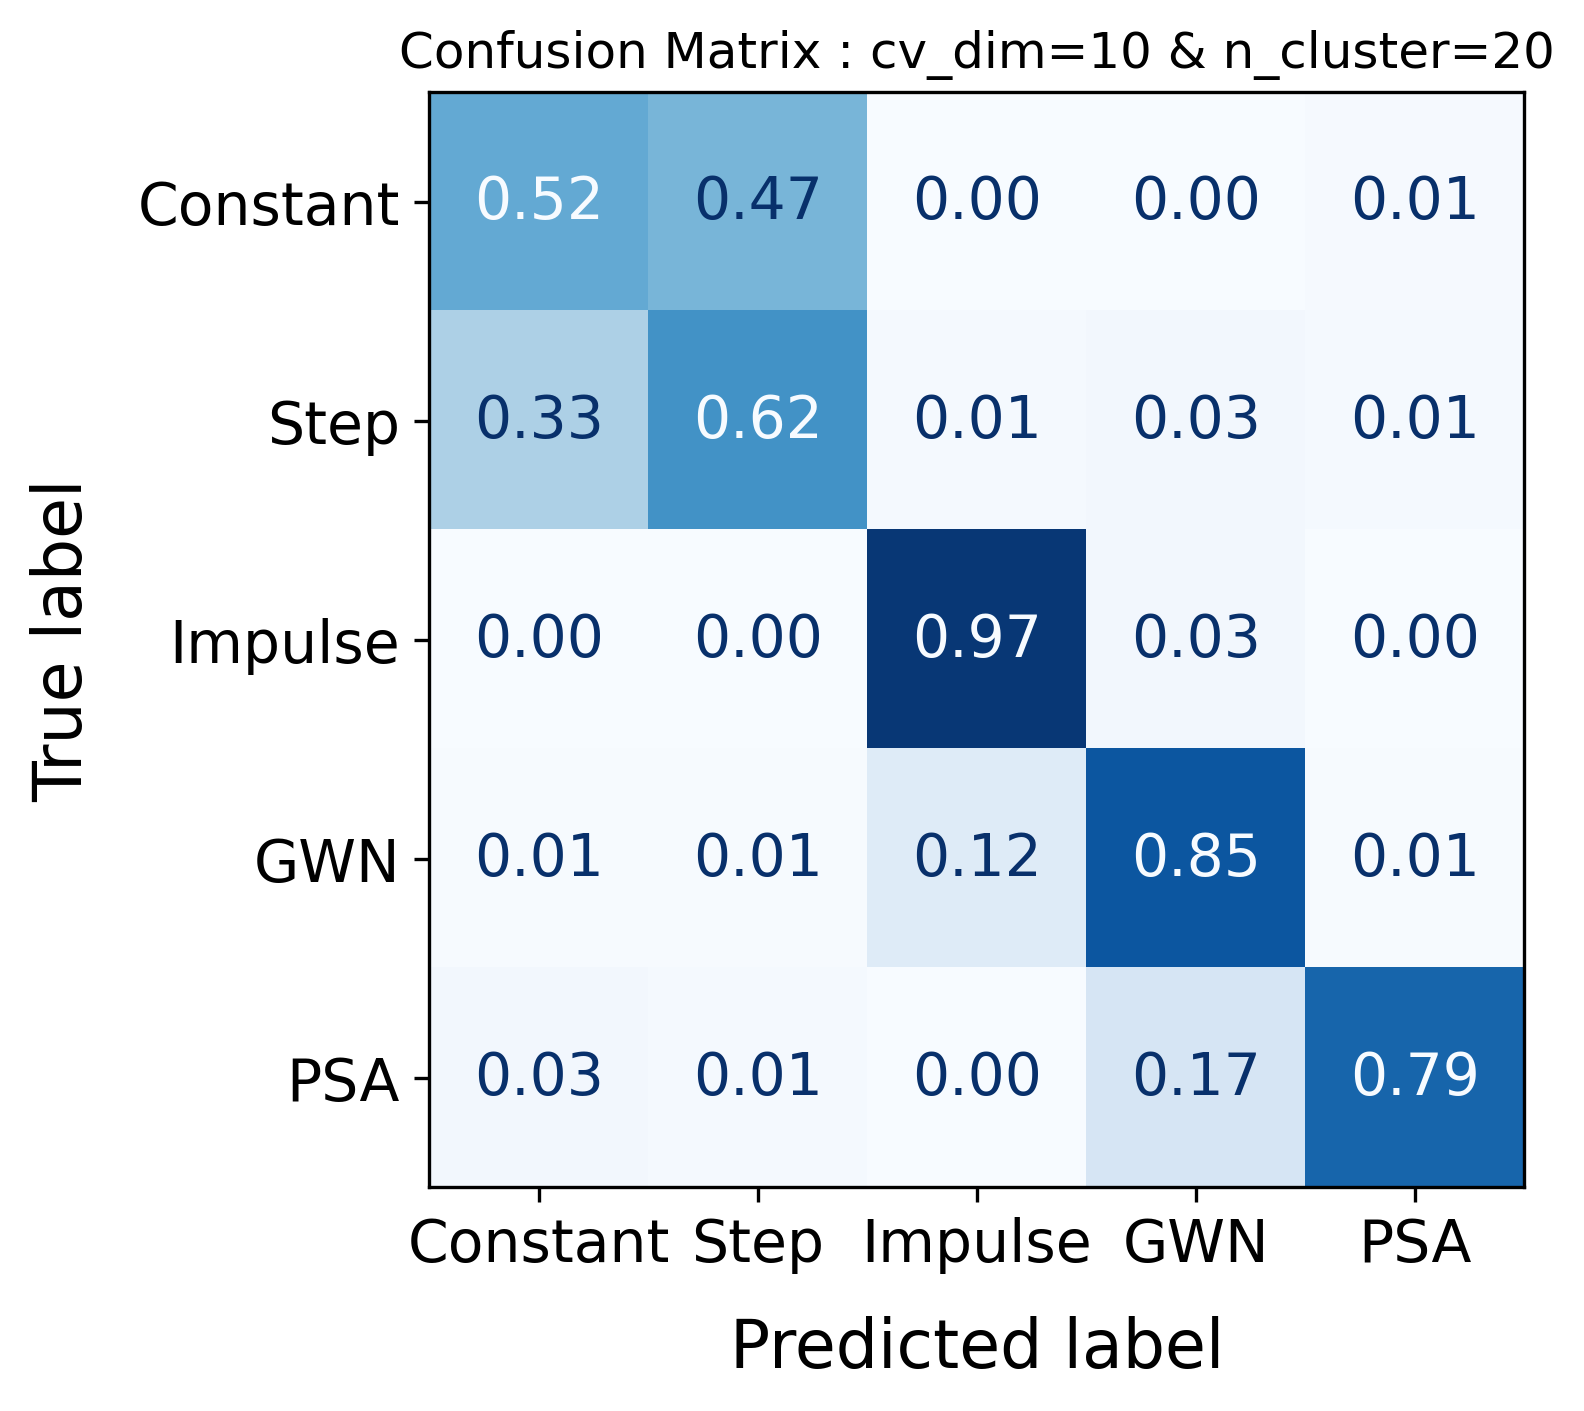 Confusion Matrix : cv_dim=10 & n_cluster=20
True label
Constant 0.52 0.47 0.00 0.00 0.01
Step 0.33 0.62 0.01 0.03 0.01
Impulse 0.00 0.00 0.97 0.03 0.00
GWN 0.01 0.01 0.12 0.85 0.01
PSA 0.03 0.01 0.00 0.17 0.79
Constant Step Impulse GWN PSA
Predicted label